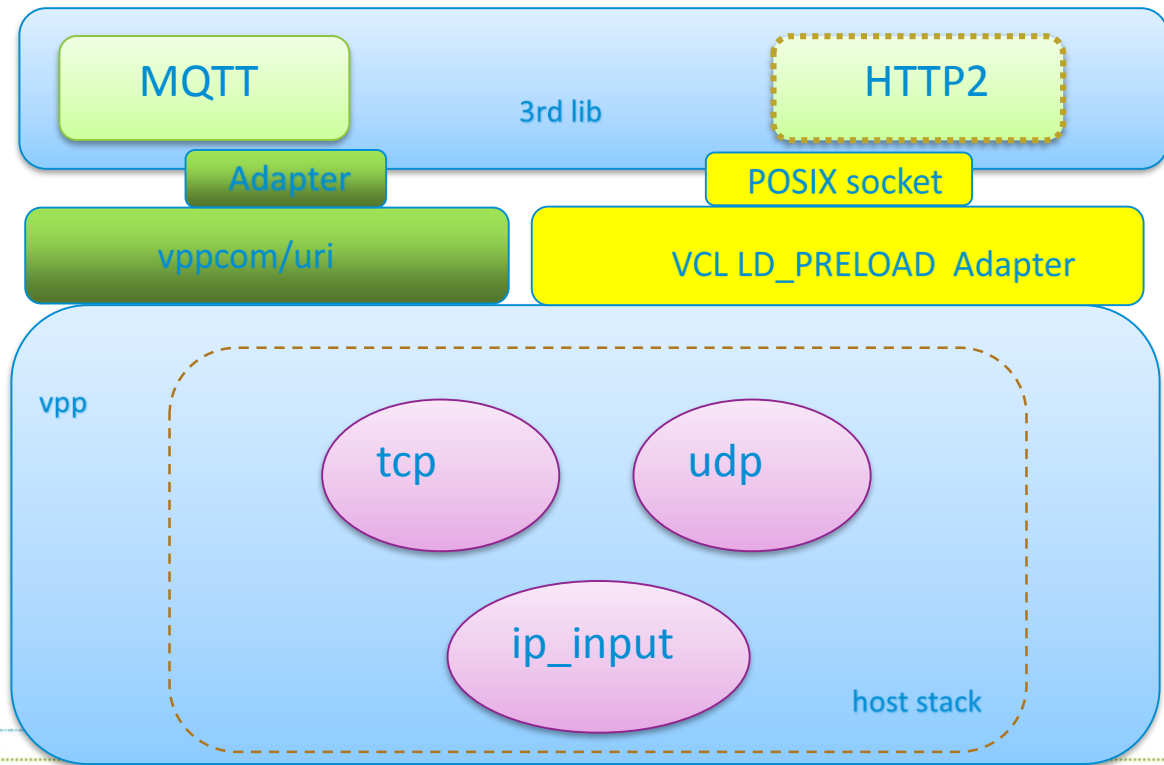 MQTT
HTTP2
3rd lib
Adapter
POSIX socket
vppcom/uri
VCL LD_PRELOAD Adapter
vpp
tcp
udp
ip_input
host stack